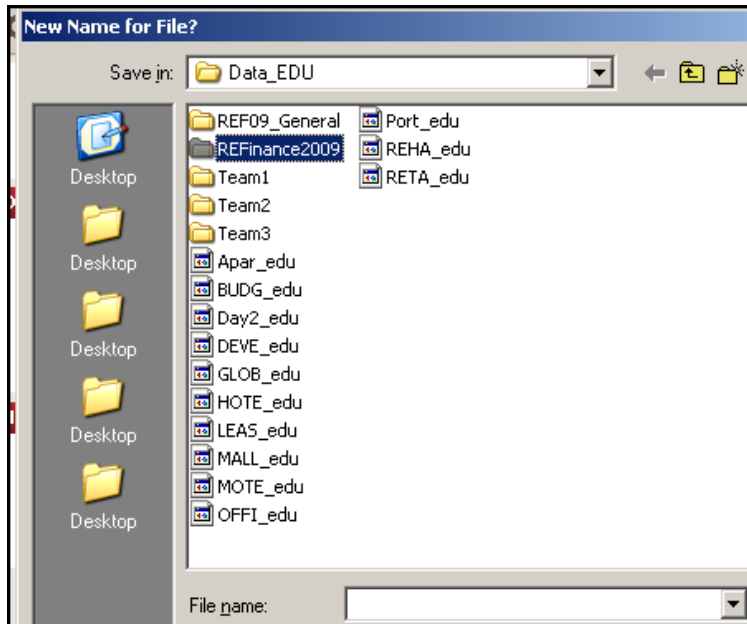 New Name for File?
Save in: Data_EDU
Desktop
Desktop
Desktop
Desktop
Desktop
REF09_General
REFinance2009
Team1
Team2
Team3
Apar_edu
BUDG_edu
Day2_edu
DEVE_edu
GLOB_edu
HOTE_edu
LEAS_edu
MALL_edu
MOTE_edu
OFFI_edu
Port_edu
REHA_edu
RETA_edu
File name: